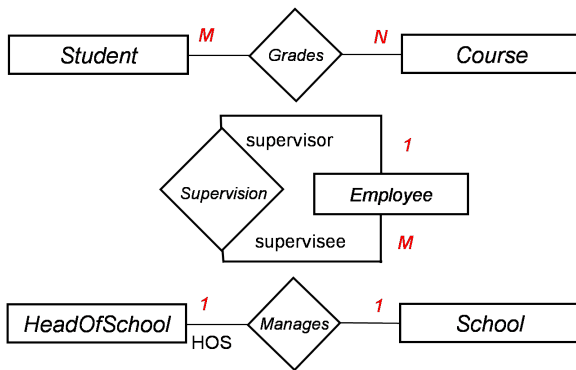 M N
Student Grades Course
supervisor 1
Supervision Employee
supervisee M
1 1
HeadOfSchool Manages School
HOS